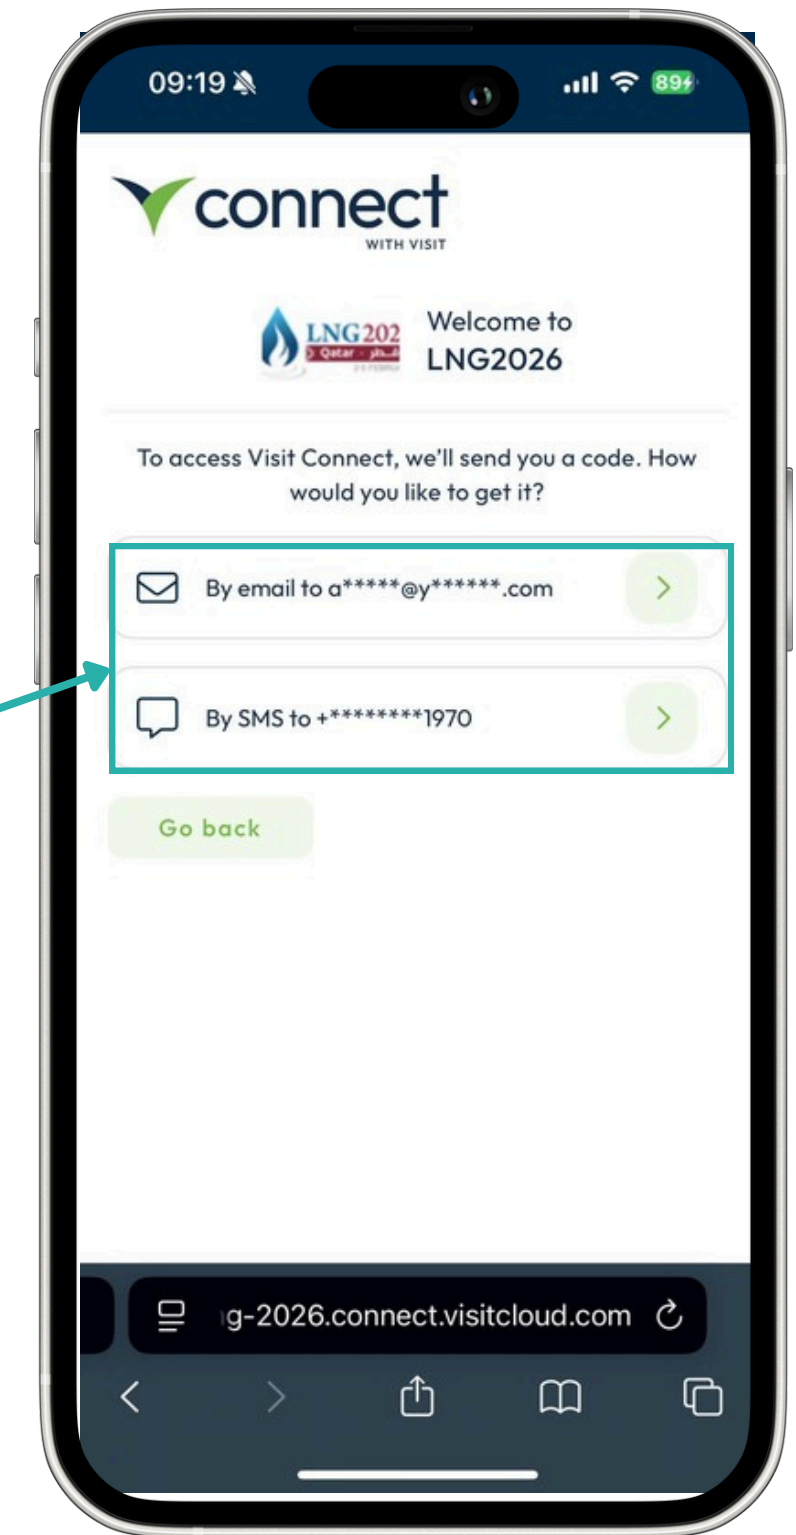 09:19
89
connect
WITH VISIT
LNG202
Qatar - قطر
Welcome to
LNG2026
To access Visit Connect, we'll send you a code. How
would you like to get it?
By email to a*****@y******.com
By SMS to +********1970
Go back
g-2026.connect.visitcloud.com